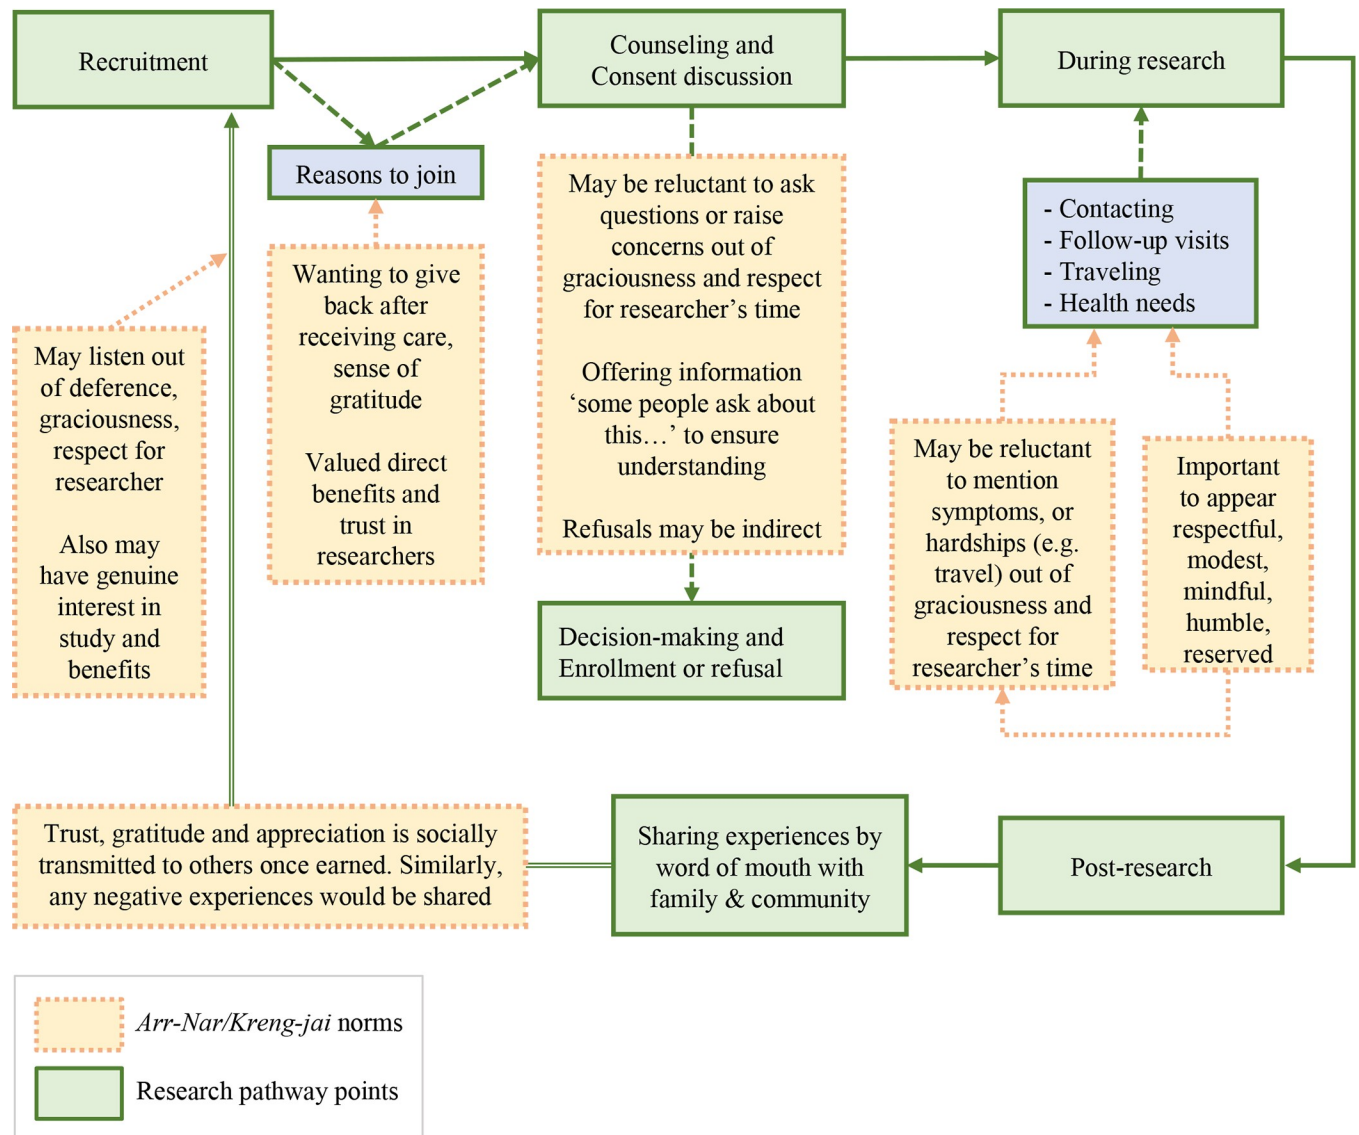 Recruitment
Counseling and
Consent discussion
During research
Reasons to join
- Contacting
- Follow-up visits
- Traveling
- Health needs
May listen out
of deference,
graciousness,
respect for
researcher
Also may
have genuine
interest in
study and
benefits
Wanting to give
back after
receiving care,
sense of
gratitude
Valued direct
benefits and
trust in
researchers
May be reluctant to ask
questions or raise
concerns out of
graciousness and respect
for researcher’s time
Offering information
‘some people ask about
this…’ to ensure
understanding
Refusals may be indirect
Decision-making and
Enrollment or refusal
May be reluctant
to mention
symptoms, or
hardships (e.g.
travel) out of
graciousness and
respect for
researcher’s time
Important
to appear
respectful,
modest,
mindful,
humble,
reserved
Trust, gratitude and appreciation is socially
transmitted to others once earned. Similarly,
any negative experiences would be shared
Sharing experiences by
word of mouth with
family & community
Post-research
Arr-Nar/Kreng-jai norms
Research pathway points